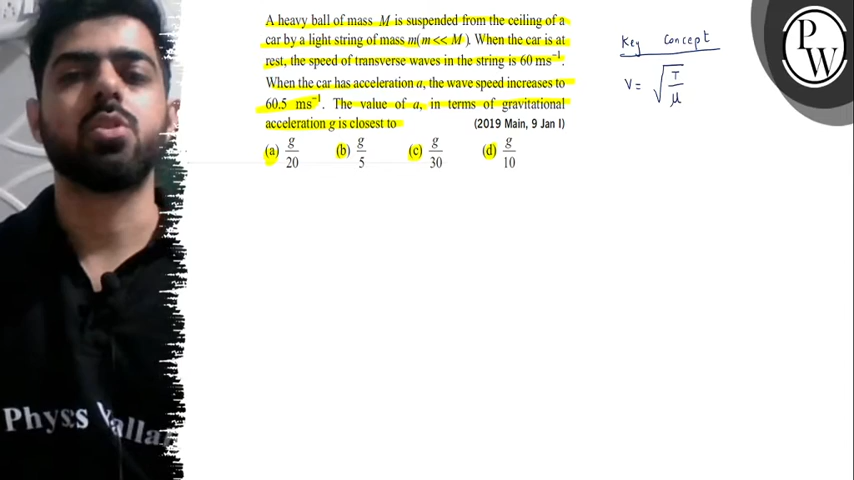 A heavy ball of mass M is suspended from the ceiling of a
car by a light string of mass m(m << M). When the car is at
rest, the speed of transverse waves in the string is 60 ms⁻¹.
When the car has acceleration a, the wave speed increases to
60.5 ms⁻¹. The value of a, in terms of gravitational
acceleration g is closest to (2019 Main, 9 Jan I)
(a) g/20 (b) g/5 (c) g/30 (d) g/10
Key Concept
V = √(T/μ)
PW